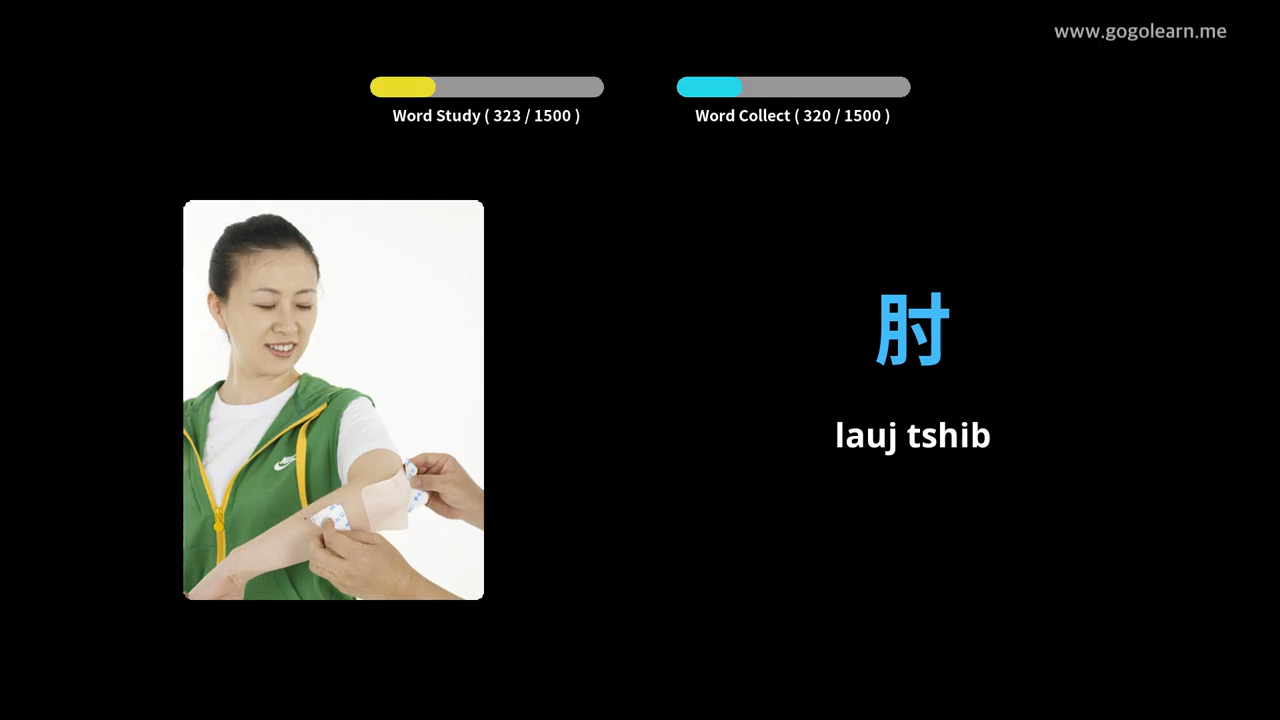 www.gogolearn.me
Word Study ( 323 / 1500 )
Word Collect ( 320 / 1500 )
肘
lauj tshib